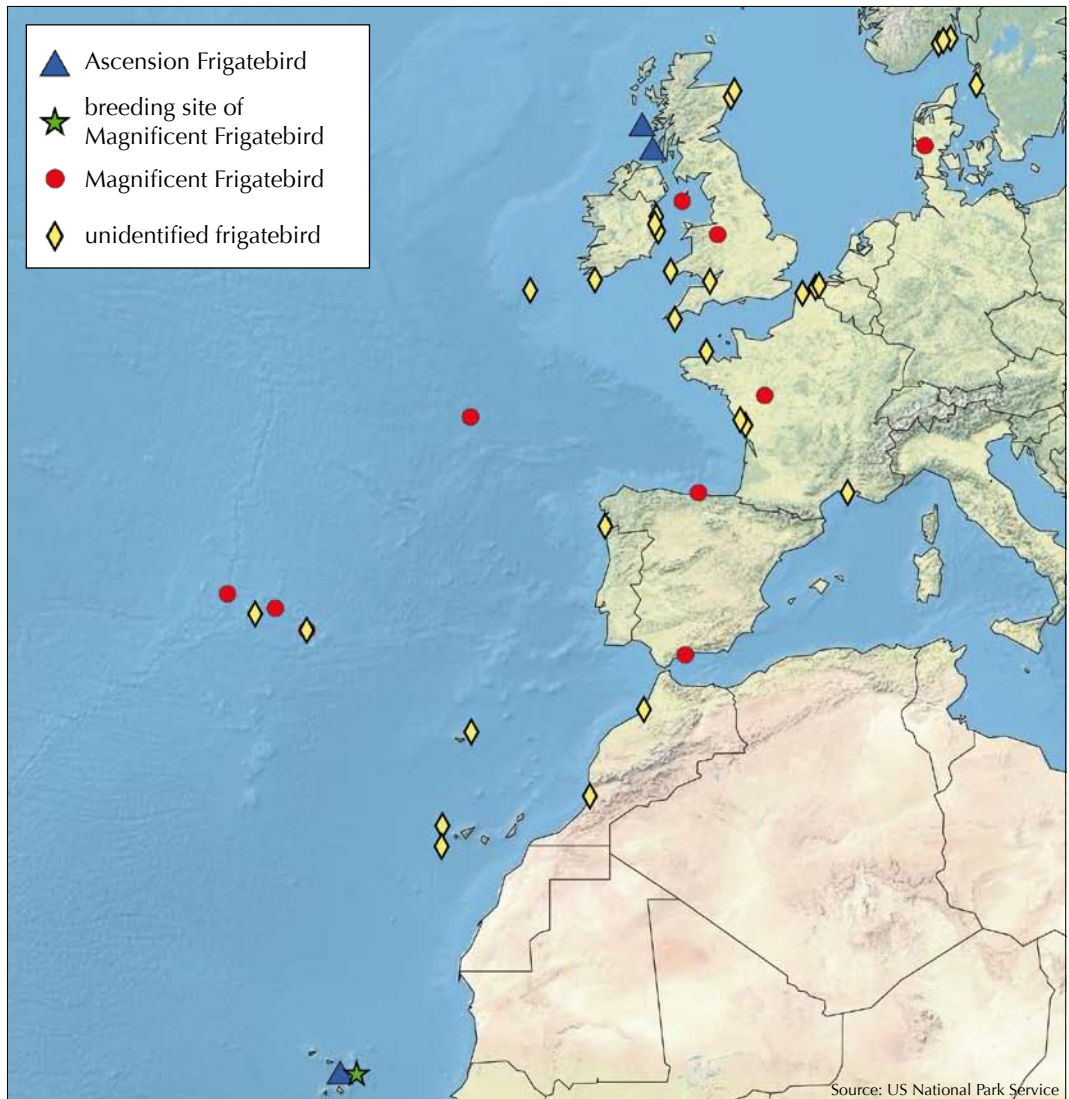 Ascension Frigatebird
breeding site of
Magnificent Frigatebird
Magnificent Frigatebird
unidentified frigatebird
Source: US National Park Service